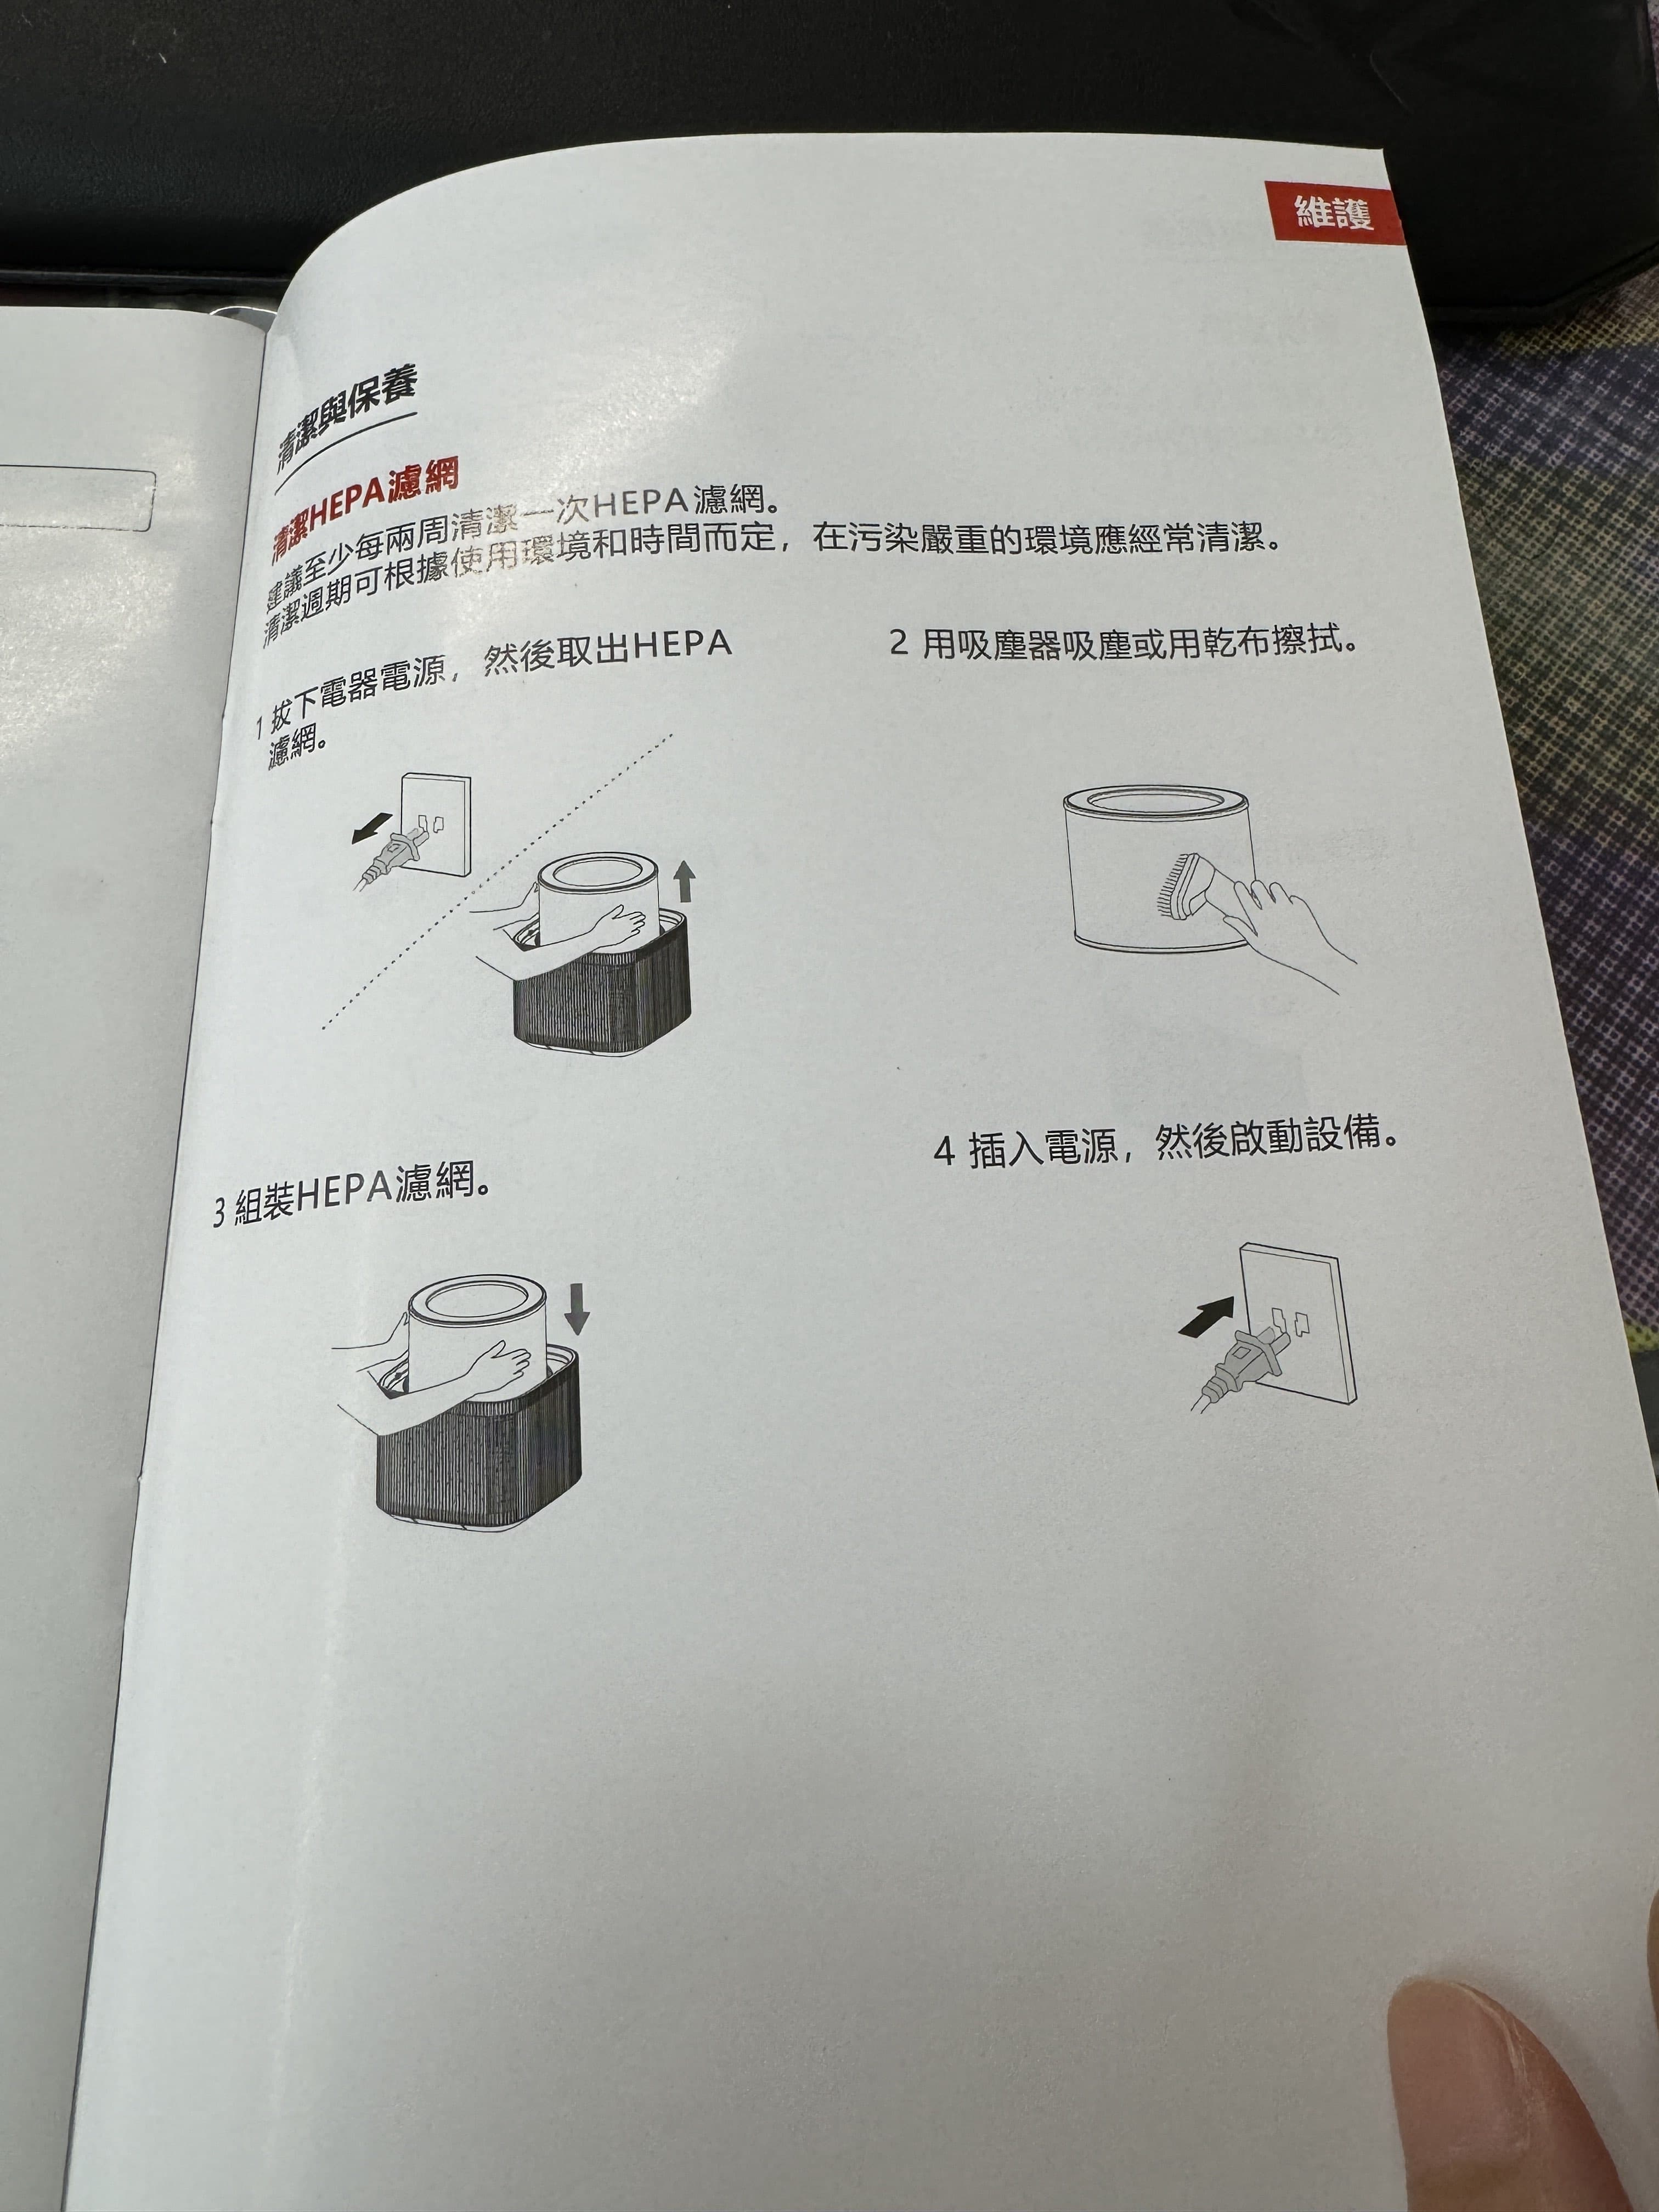 維護
清潔與保養
清潔HEPA濾網
建議至少每兩周清潔一次HEPA濾網。
清潔週期可根據使用環境和時間而定，在污染嚴重的環境應經常清潔。
1 拔下電器電源，然後取出HEPA
濾網。
2 用吸塵器吸塵或用乾布擦拭。
3 組裝HEPA濾網。
4 插入電源，然後啟動設備。